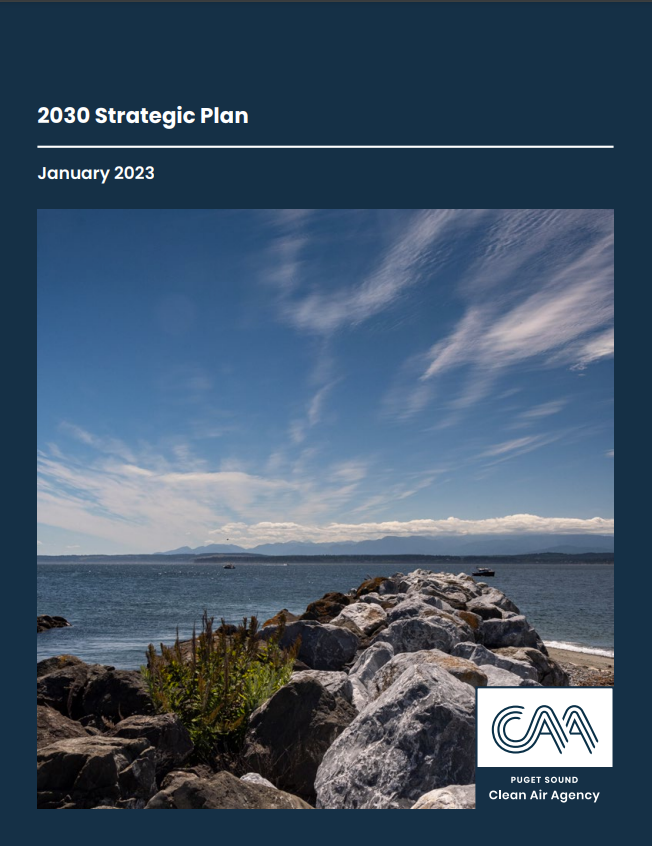 2030 Strategic Plan
January 2023
CAA
PUGET SOUND
Clean Air Agency